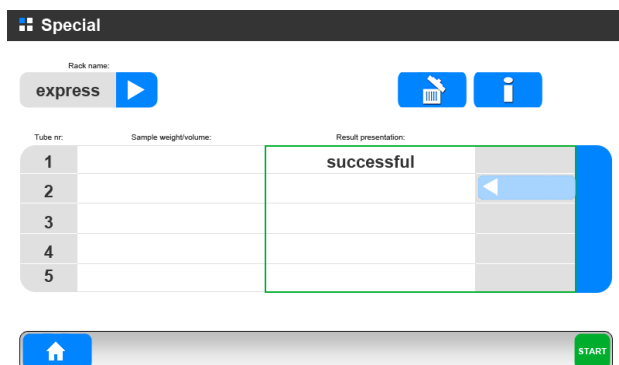 Special
Rack name:
express
Tube nr: Sample weight/volume: Result presentation:
1 successful
2
3
4
5
START